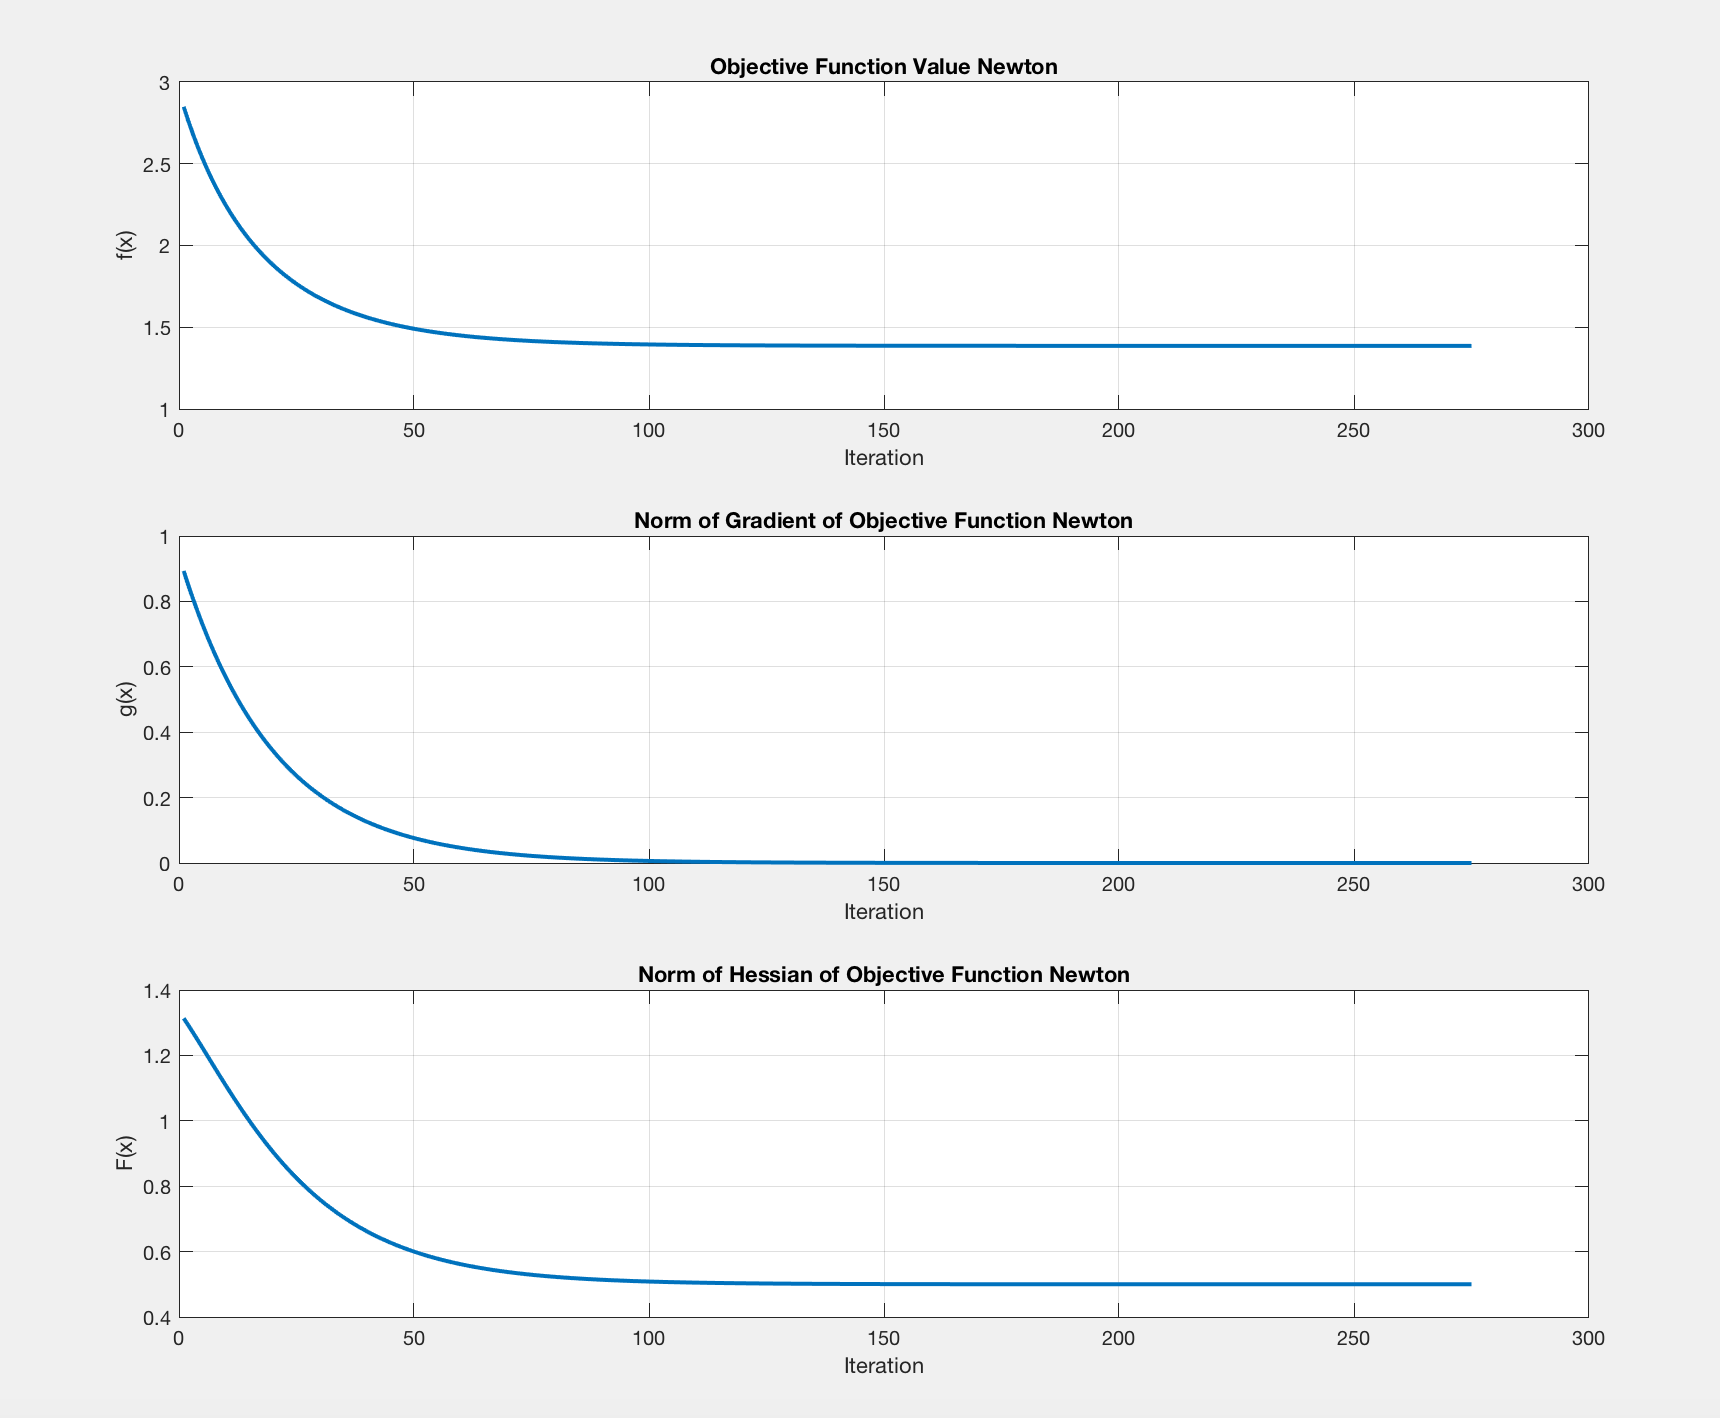 Objective Function Value Newton
3
2.5
2
1.5
1
f(x)
0 50 100 150 200 250 300
Iteration
Norm of Gradient of Objective Function Newton
1
0.8
0.6
0.4
0.2
0
g(x)
0 50 100 150 200 250 300
Iteration
Norm of Hessian of Objective Function Newton
1.4
1.2
1
0.8
0.6
0.4
F(x)
0 50 100 150 200 250 300
Iteration